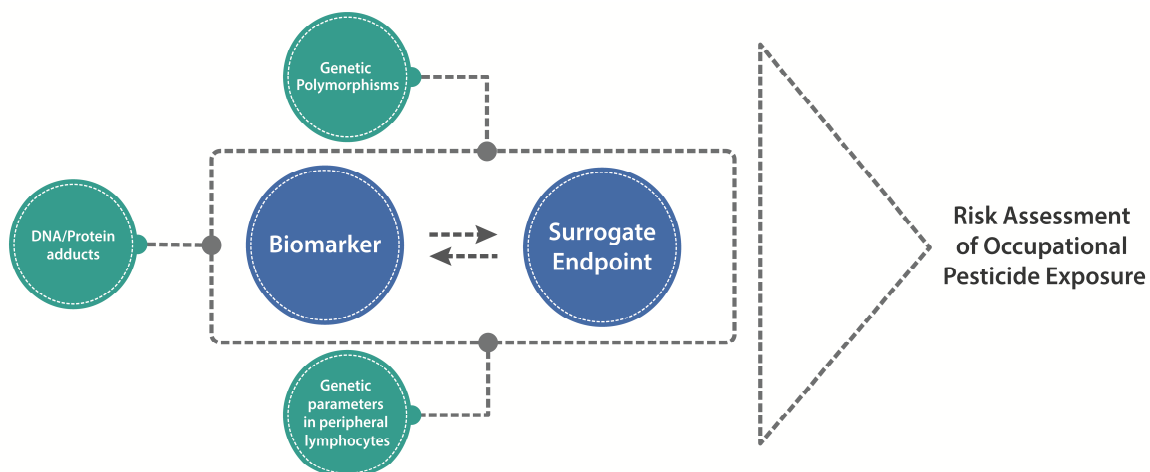 Genetic
Polymorphisms
DNA/Protein
adducts
Biomarker
Surrogate
Endpoint
Genetic
parameters
in peripheral
lymphocytes
Risk Assessment
of Occupational
Pesticide Exposure